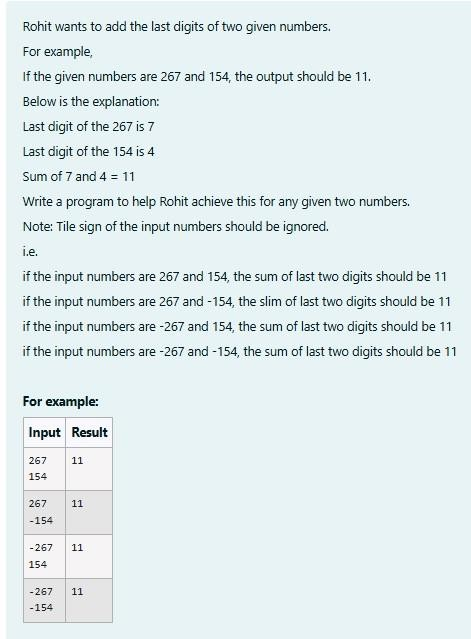 Rohit wants to add the last digits of two given numbers.
For example,
If the given numbers are 267 and 154, the output should be 11.
Below is the explanation:
Last digit of the 267 is 7
Last digit of the 154 is 4
Sum of 7 and 4 = 11
Write a program to help Rohit achieve this for any given two numbers.
Note: Tile sign of the input numbers should be ignored.
i.e.
if the input numbers are 267 and 154, the sum of last two digits should be 11
if the input numbers are 267 and -154, the slim of last two digits should be 11
if the input numbers are -267 and 154, the sum of last two digits should be 11
if the input numbers are -267 and -154, the sum of last two digits should be 11
For example:
Input Result
267 11
154
267 11
-154
-267 11
154
-267 11
-154